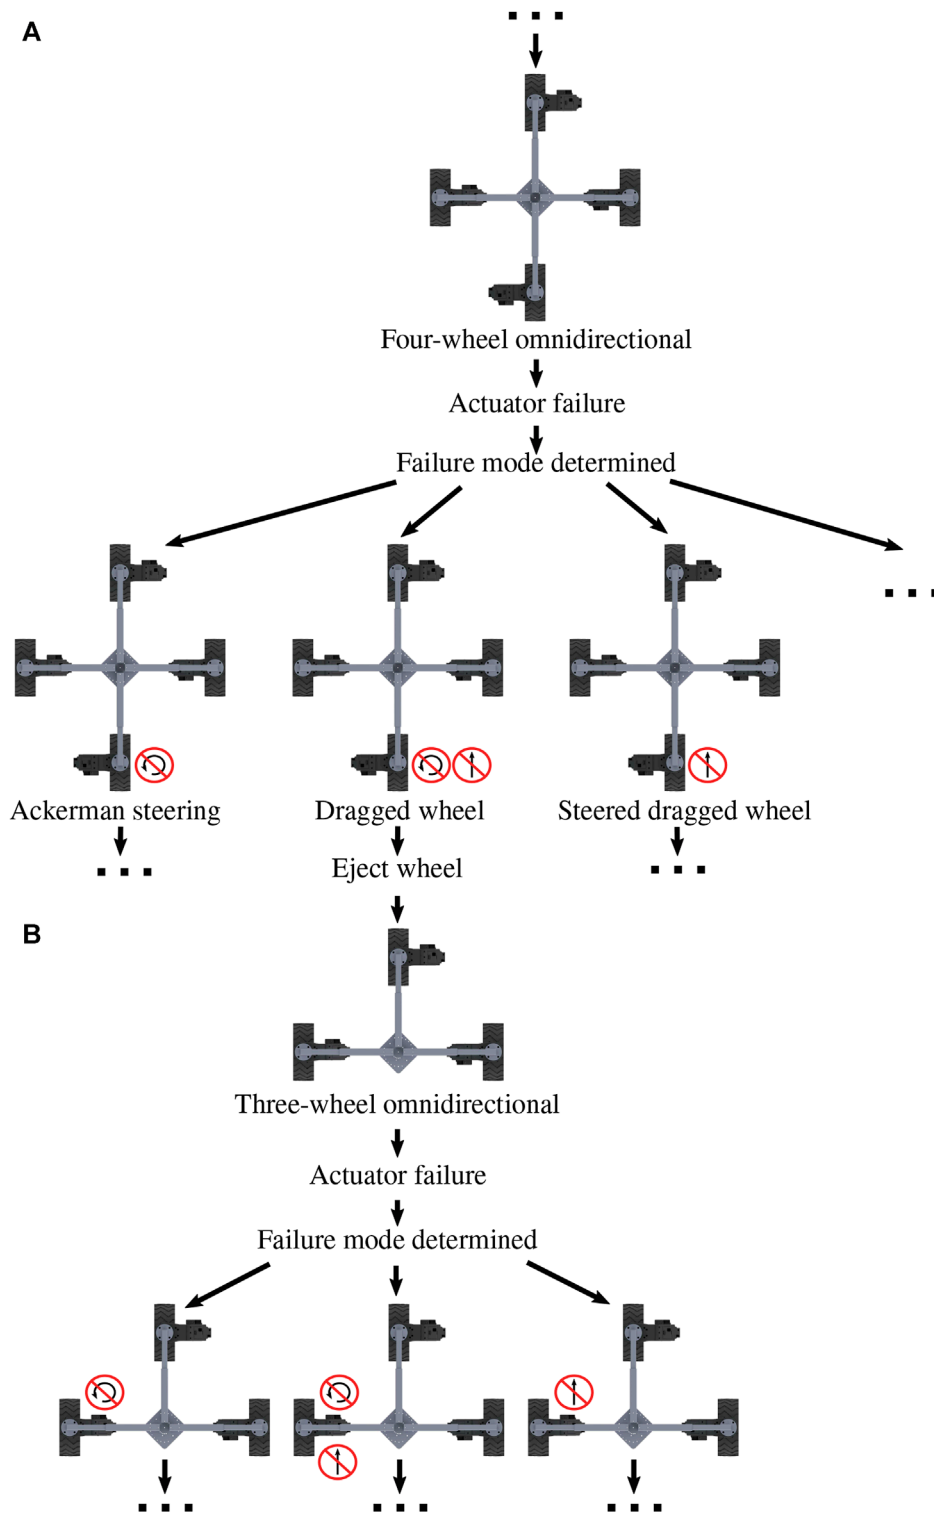 A
Four-wheel omnidirectional
Actuator failure
Failure mode determined
Ackerman steering
Dragged wheel
Steered dragged wheel
Eject wheel
B
Three-wheel omnidirectional
Actuator failure
Failure mode determined